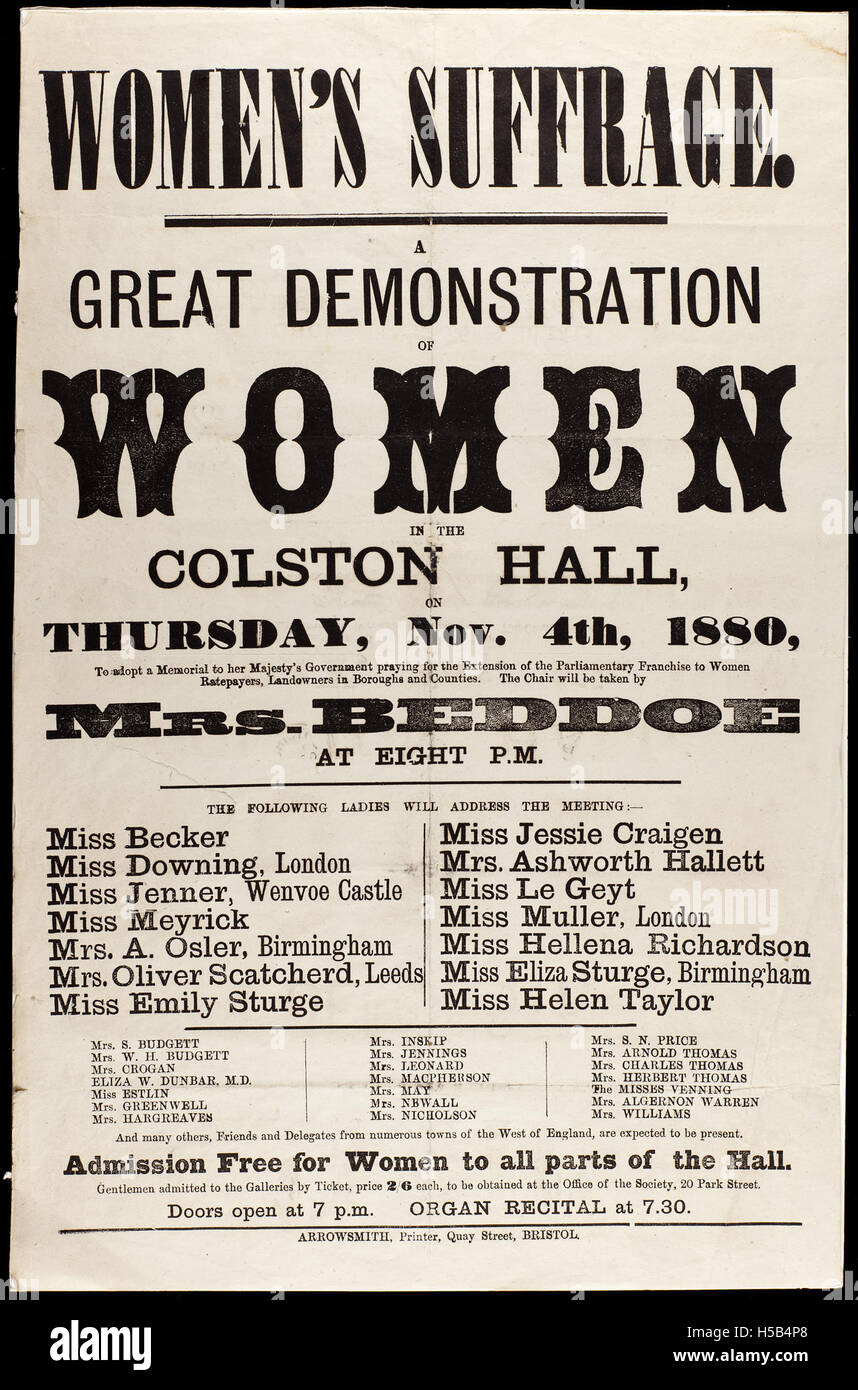 WOMEN'S SUFFRAGE.
A
GREAT DEMONSTRATION
OF
WOMEN
IN THE
COLSTON HALL,
ON
THURSDAY, Nov. 4th, 1880,
To adopt a Memorial to her Majesty's Government praying for the Extension of the Parliamentary Franchise to Women
Ratepayers, Landowners in Boroughs and Counties. The Chair will be taken by
MRS. BEDDOE
AT EIGHT P.M.
THE FOLLOWING LADIES WILL ADDRESS THE MEETING:—
Miss Becker
Miss Downing, London
Miss Jenner, Wenvoe Castle
Miss Meyrick
Mrs. A. Osler, Birmingham
Mrs. Oliver Scatcherd, Leeds
Miss Emily Sturge
Miss Jessie Craigen
Mrs. Ashworth Hallett
Miss Le Geyt
Miss Muller, London
Miss Hellena Richardson
Miss Eliza Sturge, Birmingham
Miss Helen Taylor
Mrs. S. BUDGETT
Mrs. W. H. BUDGETT
Mrs. CROGAN
ELIZA W. DUNBAR, M.D.
Miss ESTLIN
Mrs. GREENWELL
Mrs. HARGREAVES
Mrs. INSKIP
Mrs. JENNINGS
Mrs. LEONARD
Mrs. MACPHERSON
Mrs. MAY
Mrs. NEWALL
Mrs. NICHOLSON
Mrs. S. N. PRICE
Mrs. ARNOLD THOMAS
Mrs. CHARLES THOMAS
Mrs. HERBERT THOMAS
The MISSES VENNING
Mrs. ALGERNON WARREN
Mrs. WILLIAMS
And many others, Friends and Delegates from numerous towns of the West of England, are expected to be present.
Admission Free for Women to all parts of the Hall.
Gentlemen admitted to the Galleries by Ticket, price 2/6 each, to be obtained at the Office of the Society, 20 Park Street.
Doors open at 7 p.m. ORGAN RECITAL at 7.30.
ARROWSMITH, Printer, Quay Street, BRISTOL.
alamy
Image ID: H5B4P8
www.alamy.com